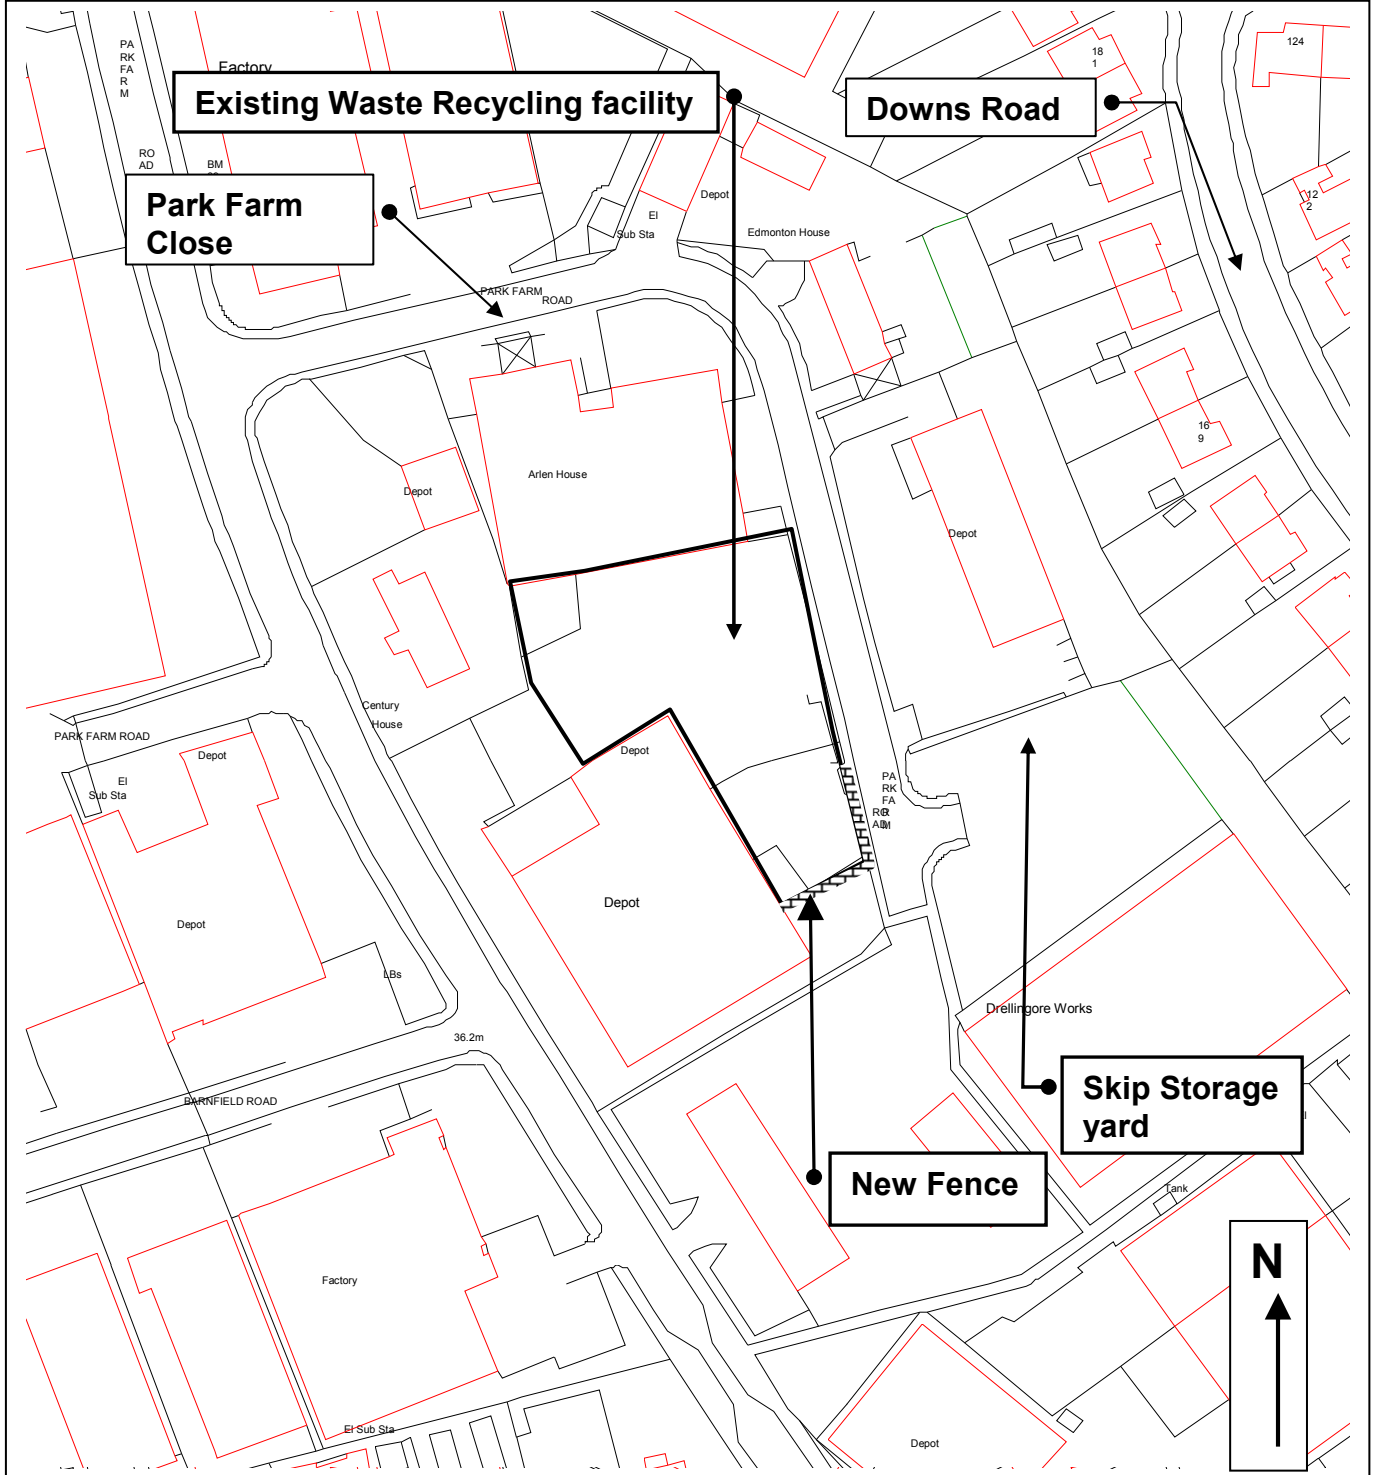 PA
RK
FA
R
M
Factory
18
1
124
Existing Waste Recycling facility
Downs Road
RO
AD
BM
Park Farm
Close
Depot
El
Sub Sta
Edmonton House
12
2
PARK FARM
ROAD
16
9
Arlen House
Depot
Depot
Century
House
PARK FARM ROAD
Depot
El
Sub Sta
Depot
PA
RK
FA
R
M
RO
AD
Depot
Depot
LBs
36.2m
Drellingore Works
BARNFIELD ROAD
Skip Storage
yard
New Fence
Tank
N
Factory
El Sub Sta
Depot